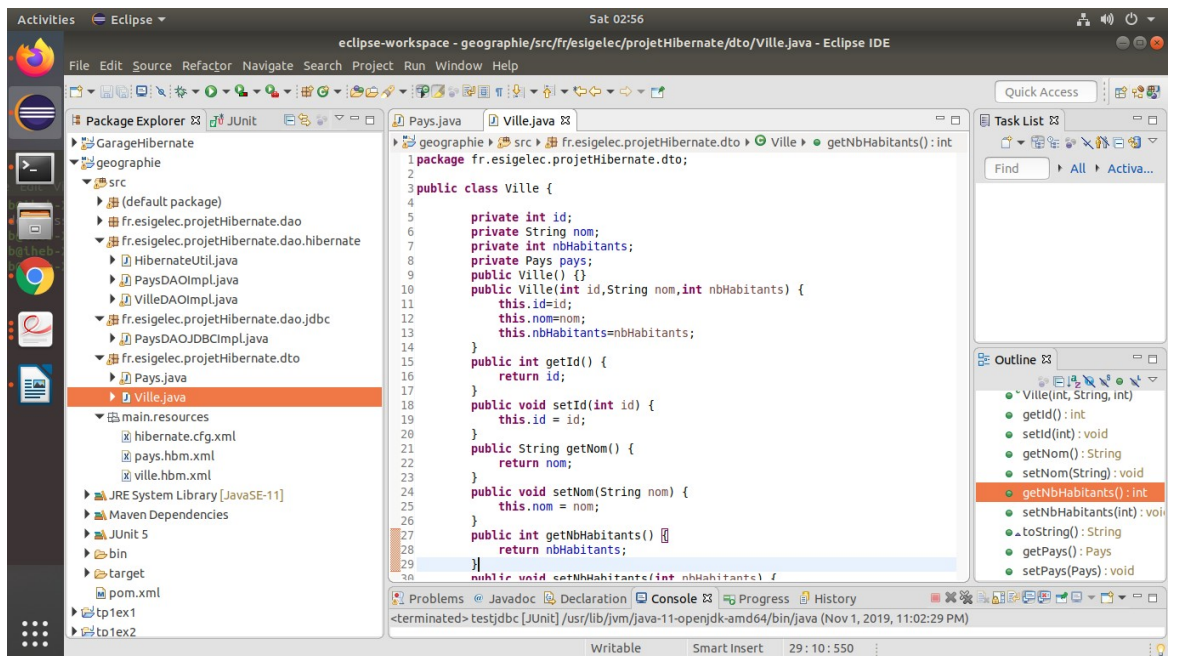 Activities
Eclipse
Sat 02:56
eclipse-workspace - geographie/src/fr/esigelec/projetHibernate/dto/Ville.java - Eclipse IDE
File Edit Source Refactor Navigate Search Project Run Window Help
Quick Access
Package Explorer
JUnit
GarageHibernate
geographie
src
(default package)
fr.esigelec.projetHibernate.dao
fr.esigelec.projetHibernate.dao.hibernate
HibernateUtil.java
PaysDAOImpl.java
VilleDAOImpl.java
fr.esigelec.projetHibernate.dao.jdbc
PaysDAOJDBCImpl.java
fr.esigelec.projetHibernate.dto
Pays.java
Ville.java
main.resources
hibernate.cfg.xml
pays.hbm.xml
ville.hbm.xml
JRE System Library [JavaSE-11]
Maven Dependencies
JUnit 5
bin
target
pom.xml
tp1ex1
tp1ex2
Pays.java
Ville.java
geographie src fr.esigelec.projetHibernate.dto Ville getNbHabitants() : int
1 package fr.esigelec.projetHibernate.dto;
2
3 public class Ville {
4
5 private int id;
6 private String nom;
7 private int nbHabitants;
8 private Pays pays;
9 public Ville() {}
10 public Ville(int id,String nom,int nbHabitants) {
11 this.id=id;
12 this.nom=nom;
13 this.nbHabitants=nbHabitants;
14 }
15 public int getId() {
16 return id;
17 }
18 public void setId(int id) {
19 this.id = id;
20 }
21 public String getNom() {
22 return nom;
23 }
24 public void setNom(String nom) {
25 this.nom = nom;
26 }
27 public int getNbHabitants() {
28 return nbHabitants;
29 }
30 public void setNbHabitants(int nbHabitants) {
Task List
Find
All
Activa...
Outline
Ville(int, String, int)
getId() : int
setId(int) : void
getNom() : String
setNom(String) : void
getNbHabitants() : int
setNbHabitants(int) : voi
toString() : String
getPays() : Pays
setPays(Pays) : void
Problems
Javadoc
Declaration
Console
Progress
History
<terminated> testjdbc [JUnit] /usr/lib/jvm/java-11-openjdk-amd64/bin/java (Nov 1, 2019, 11:02:29 PM)
Writable
Smart Insert
29 : 10 : 550